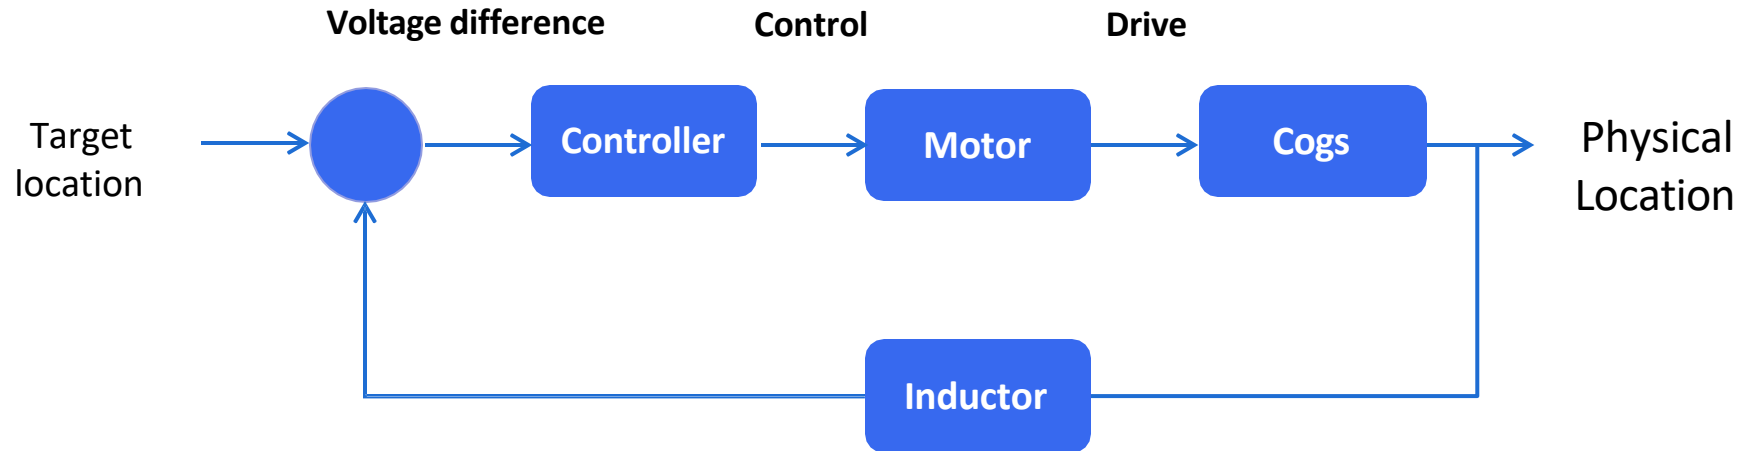 Voltage difference
Control
Drive
Target
location
Controller
Motor
Cogs
Physical
Location
Inductor